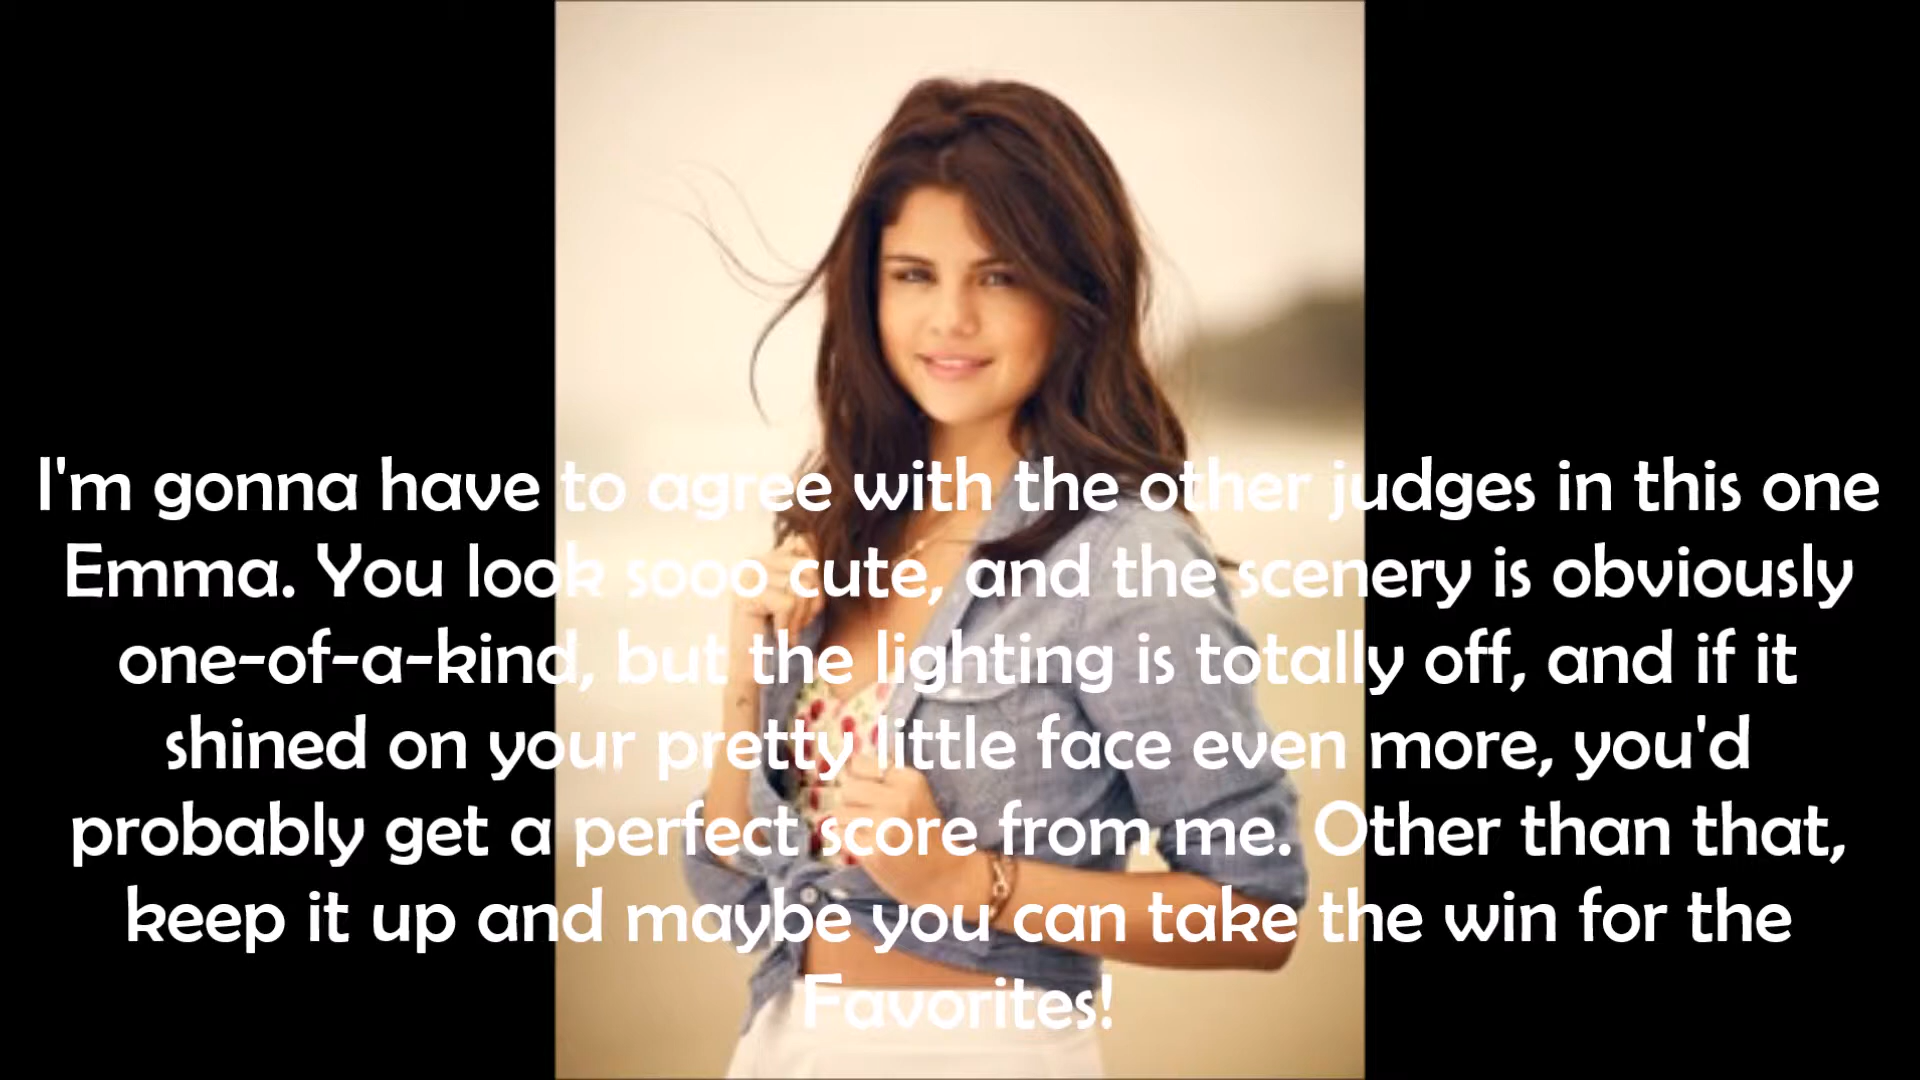 I'm gonna have to agree with the other judges in this one
Emma. You look sooo cute, and the scenery is obviously
one-of-a-kind, but the lighting is totally off, and if it
shined on your pretty little face even more, you'd
probably get a perfect score from me. Other than that,
keep it up and maybe you can take the win for the
Favorites!